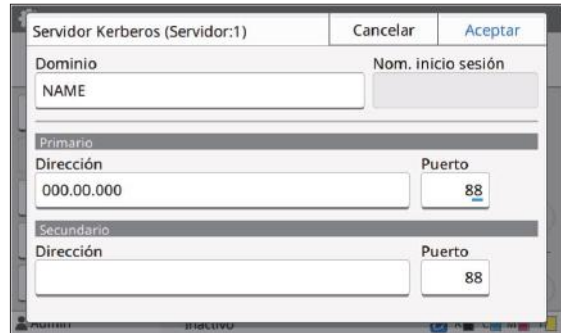 Servidor Kerberos (Servidor:1) Cancelar Aceptar
Dominio Nom. inicio sesión
NAME
Primario
Dirección Puerto
000.00.000 88
Secundario
Dirección Puerto
88
Admin Inactivo